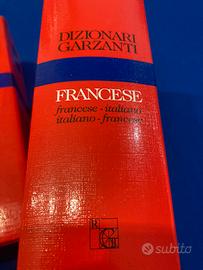 DIZIONARI
GARZANTI
FRANCESE
francese - italiano
italiano - francese
subito